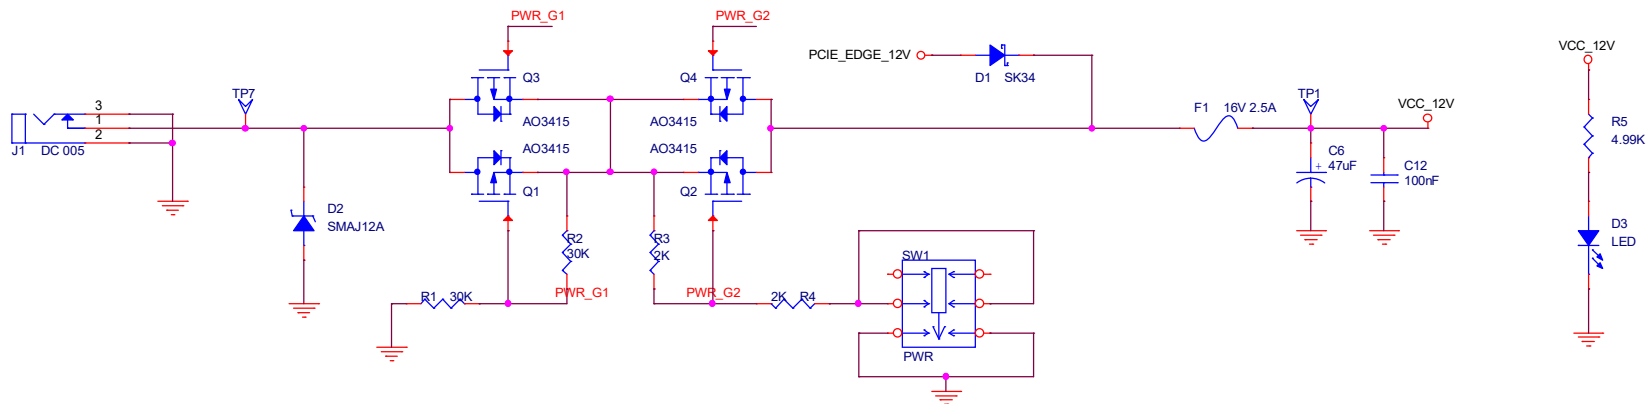 PWR_G1
PWR_G2
PCIE_EDGE_12V
D1 SK34
VCC_12V
TP7
Q3
Q4
F1 16V 2.5A
TP1
VCC_12V
3
1
2
J1 DC 005
AO3415
AO3415
AO3415
AO3415
R5
4.99K
C6
+
47uF
C12
100nF
Q1
Q2
D2
SMAJ12A
R2
30K
R3
2K
D3
LED
SW1
R1 30K
PWR_G1
PWR_G2
2K R4
PWR